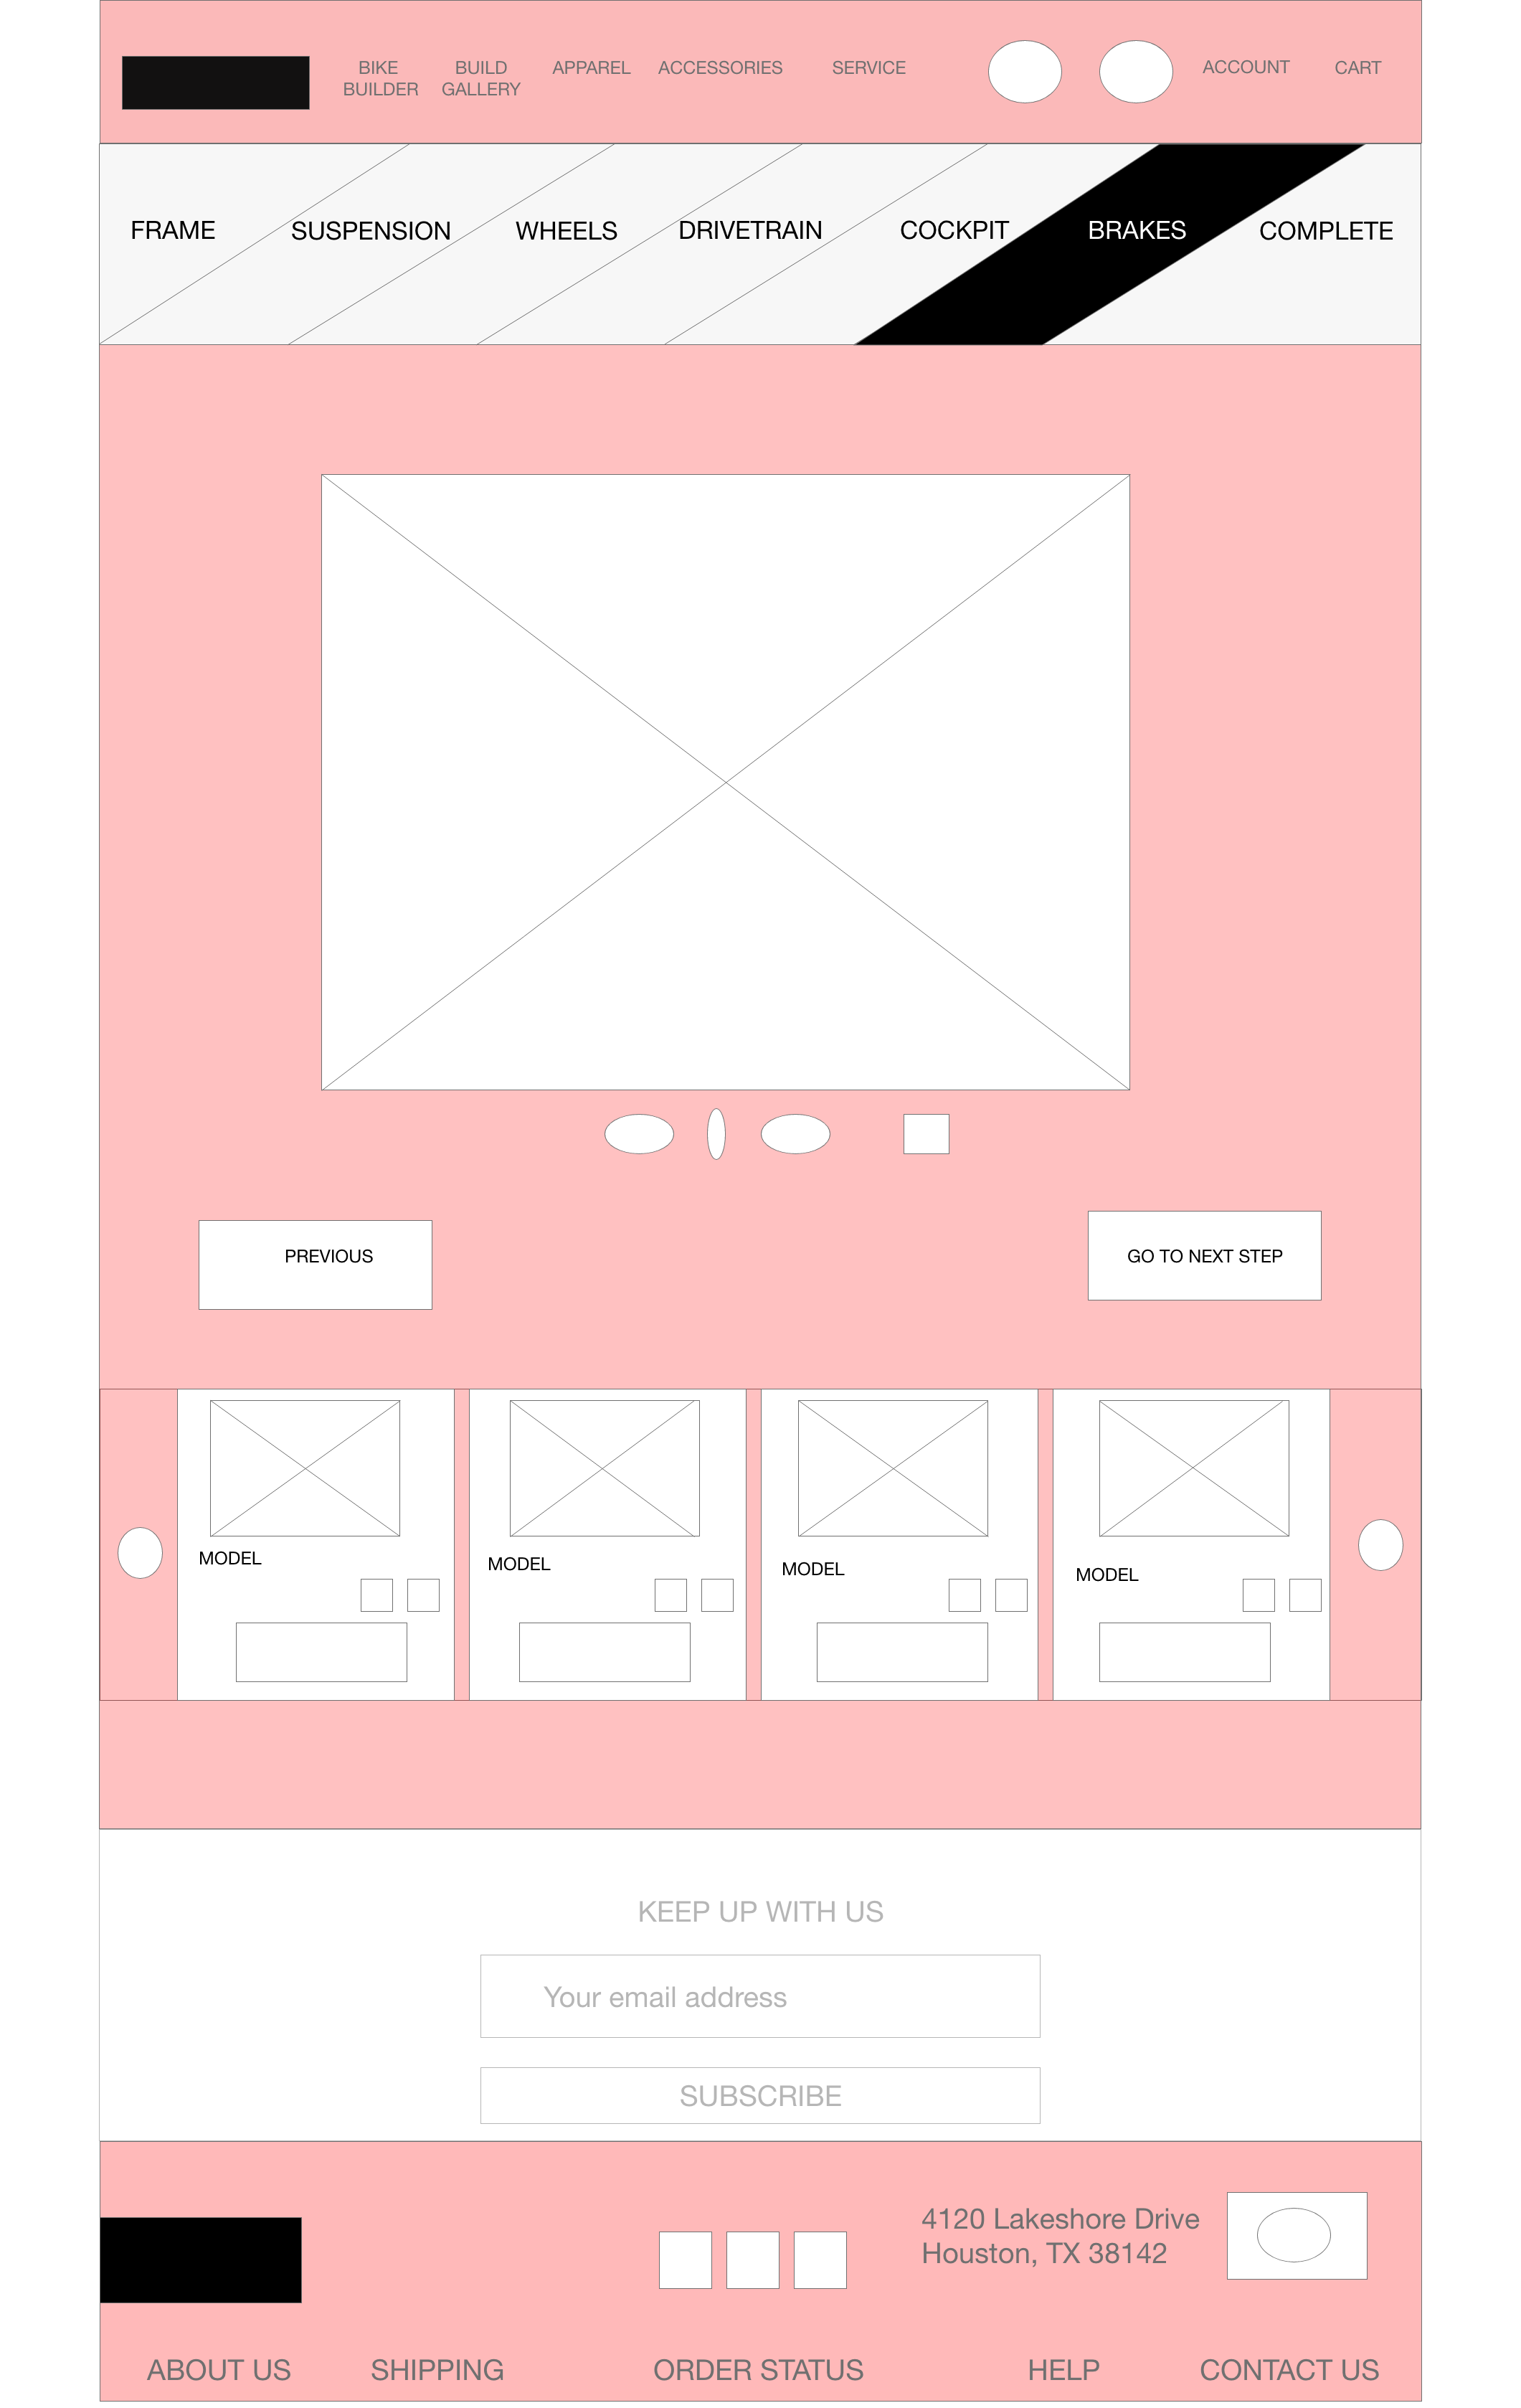 BIKE BUILDER
BUILD GALLERY
APPAREL
ACCESSORIES
SERVICE
ACCOUNT
CART
FRAME
SUSPENSION
WHEELS
DRIVETRAIN
COCKPIT
BRAKES
COMPLETE
PREVIOUS
GO TO NEXT STEP
MODEL
MODEL
MODEL
MODEL
KEEP UP WITH US
Your email address
SUBSCRIBE
4120 Lakeshore Drive
Houston, TX 38142
ABOUT US
SHIPPING
ORDER STATUS
HELP
CONTACT US